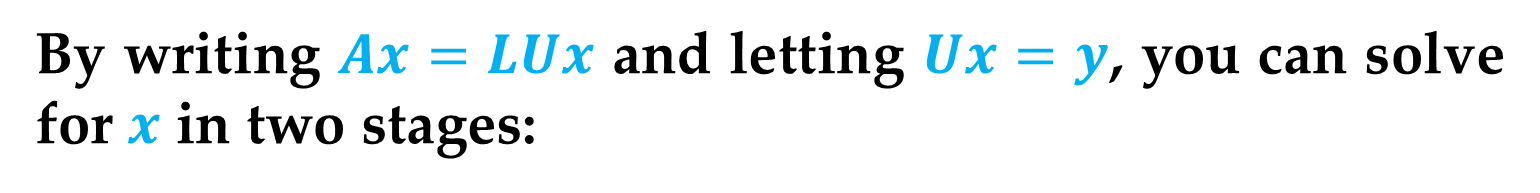 By writing Ax = LUx and letting Ux = y, you can solve
for x in two stages: